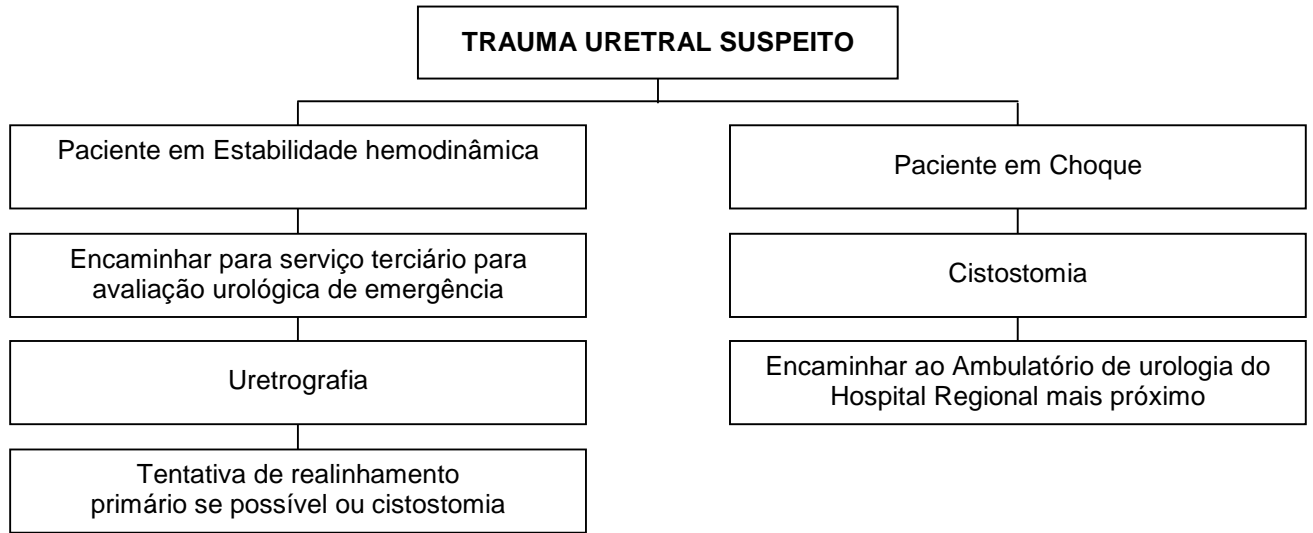 TRAUMA URETRAL SUSPEITO
Paciente em Estabilidade hemodinâmica
Encaminhar para serviço terciário para
avaliação urológica de emergência
Uretrografia
Tentativa de realinhamento
primário se possível ou cistostomia
Paciente em Choque
Cistostomia
Encaminhar ao Ambulatório de urologia do
Hospital Regional mais próximo